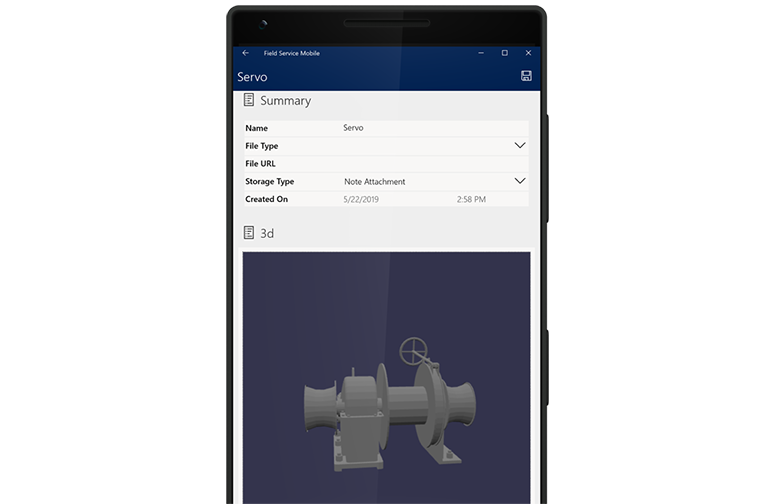 Field Service Mobile
Servo
Summary
Name Servo
File Type
File URL
Storage Type Note Attachment
Created On 5/22/2019 2:58 PM
3d